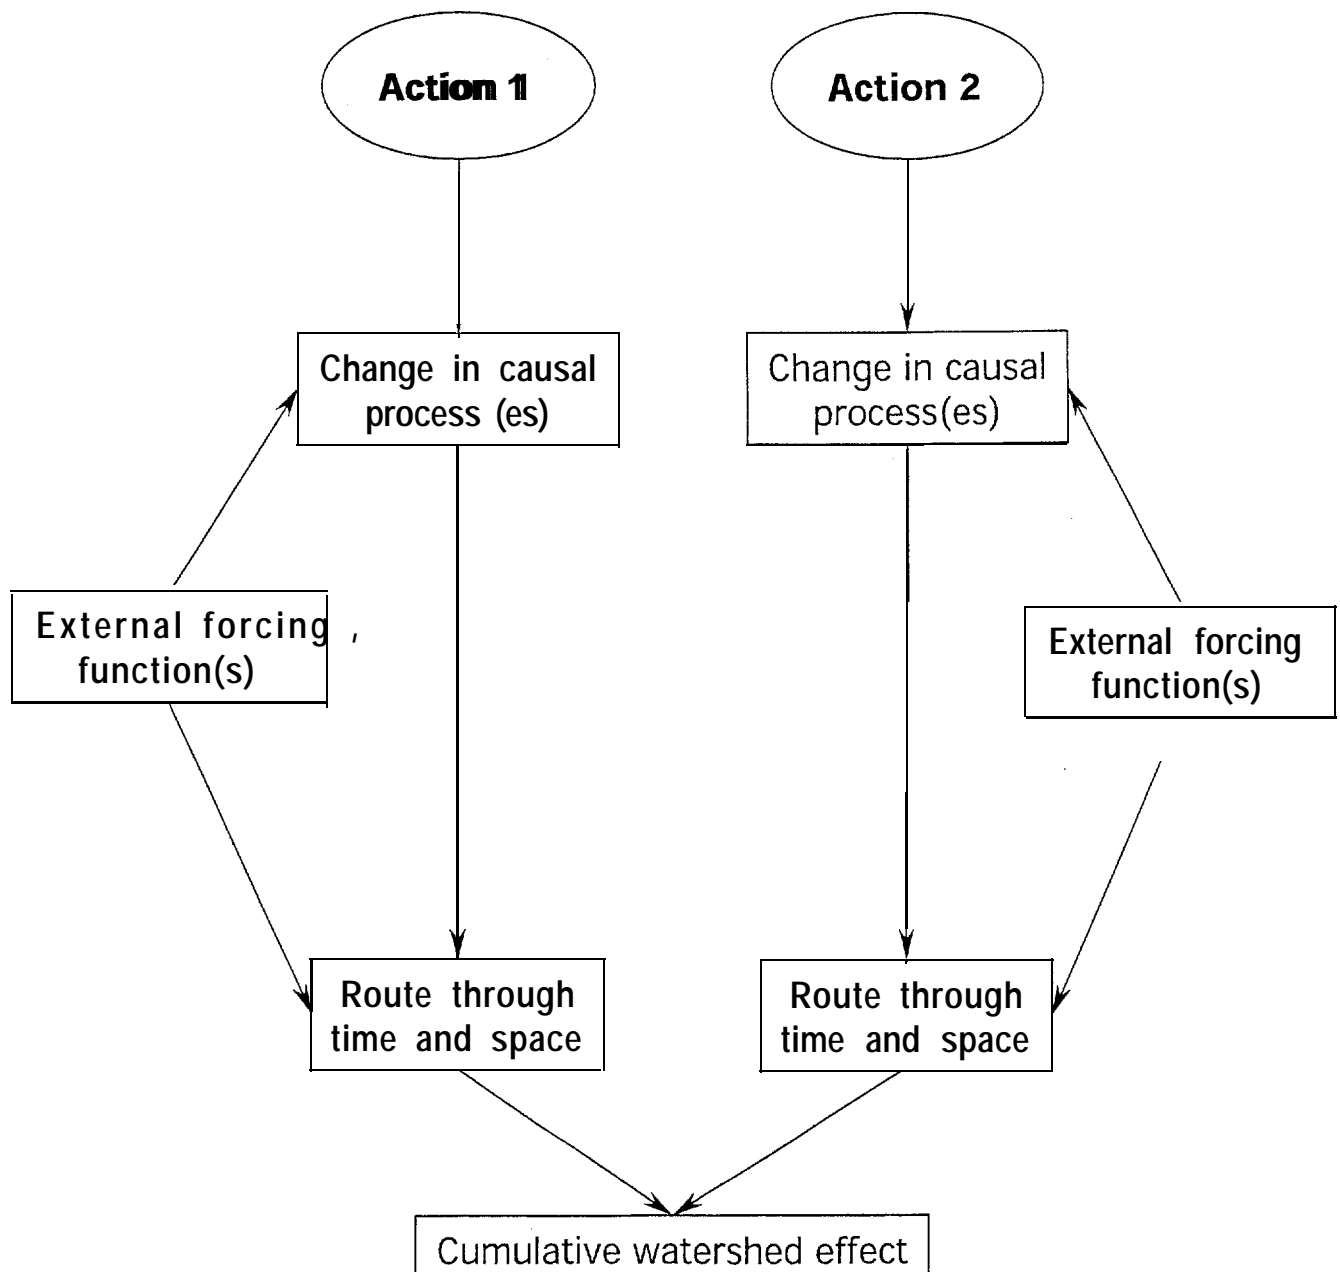 Action 1
Action 2
Change in causal
process (es)
Change in causal
process(es)
External forcing
function(s)
External forcing
function(s)
Route through
time and space
Route through
time and space
Cumulative watershed effect